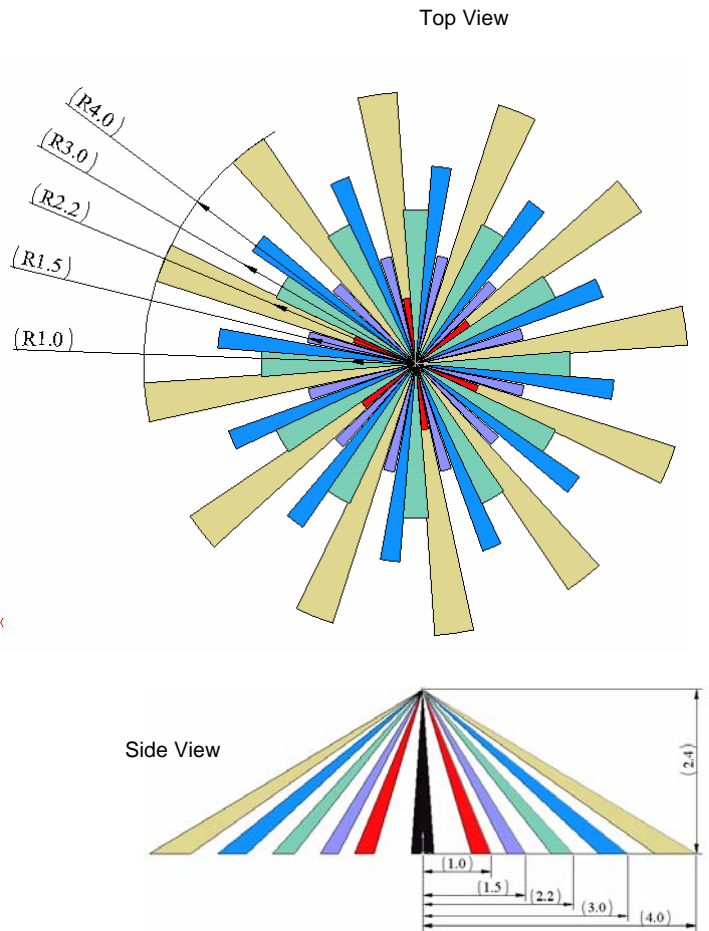 Top View
(R4.0)
(R3.0)
(R2.2)
(R1.5)
(R1.0)
Side View
(2.4)
(1.0)
(1.5)
(2.2)
(3.0)
(4.0)